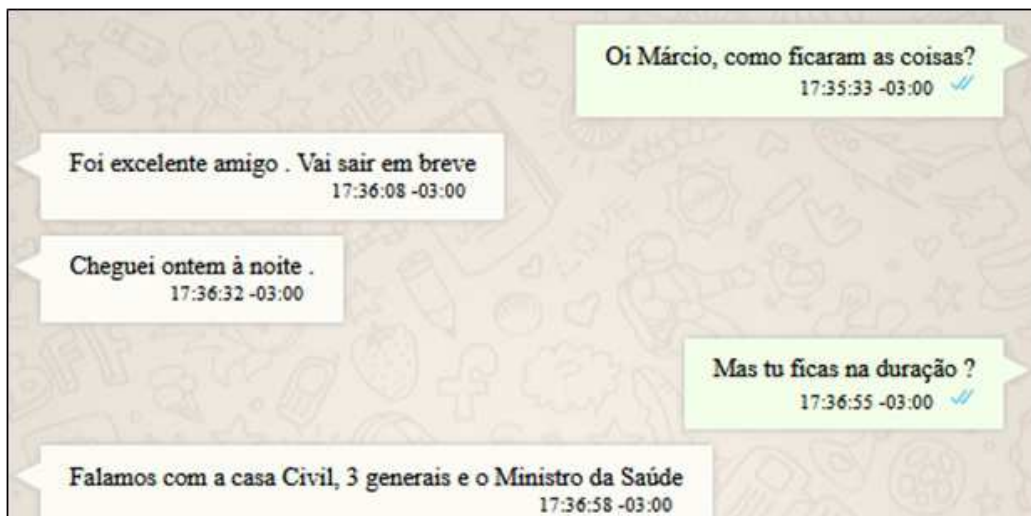 Oi Márcio, como ficaram as coisas?
17:35:33 -03:00
Foi excelente amigo . Vai sair em breve
17:36:08 -03:00
Cheguei ontem à noite .
17:36:32 -03:00
Mas tu ficas na duração ?
17:36:55 -03:00
Falamos com a casa Civil, 3 generais e o Ministro da Saúde
17:36:58 -03:00